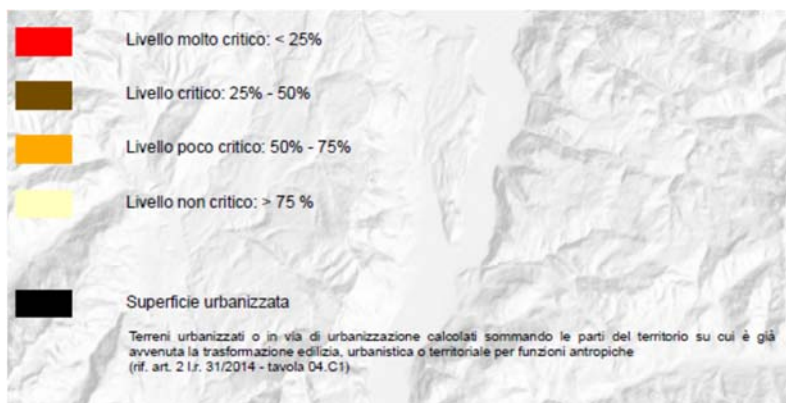 Livello molto critico: < 25%
Livello critico: 25% - 50%
Livello poco critico: 50% - 75%
Livello non critico: > 75 %
Superficie urbanizzata
Terreni urbanizzati o in via di urbanizzazione calcolati sommando le parti del territorio su cui è già
avvenuta la trasformazione edilizia, urbanistica o territoriale per funzioni antropiche
(rif. art. 2 l.r. 31/2014 - tavola 04.C1)